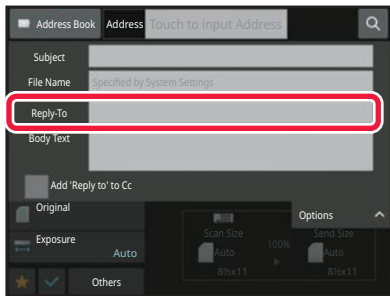 Address Book Address Touch to input Address
Subject
File Name Specified by System Settings
Reply-To
Body Text
Add 'Reply to' to Cc
Original
Options
Exposure
Auto
Scan Size
Send Size
Auto
100%
Auto
8½x11
8½x11
Others